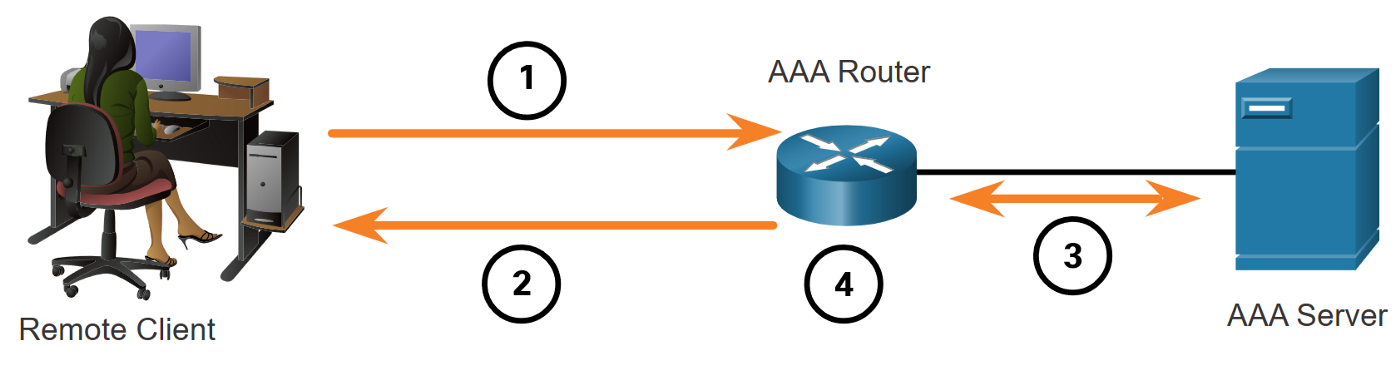 1
AAA Router
2
4
3
Remote Client
AAA Server